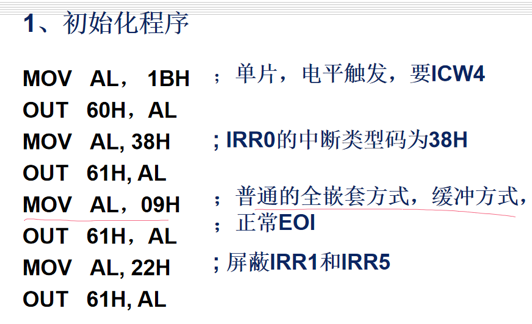 1、初始化程序
MOV AL, 1BH ；单片，电平触发，要ICW4
OUT 60H，AL
MOV AL, 38H ; IRR0的中断类型码为38H
OUT 61H, AL
MOV AL，09H ；普通的全嵌套方式，缓冲方式，
OUT 61H，AL ；正常EOI
MOV AL, 22H ; 屏蔽IRR1和IRR5
OUT 61H, AL